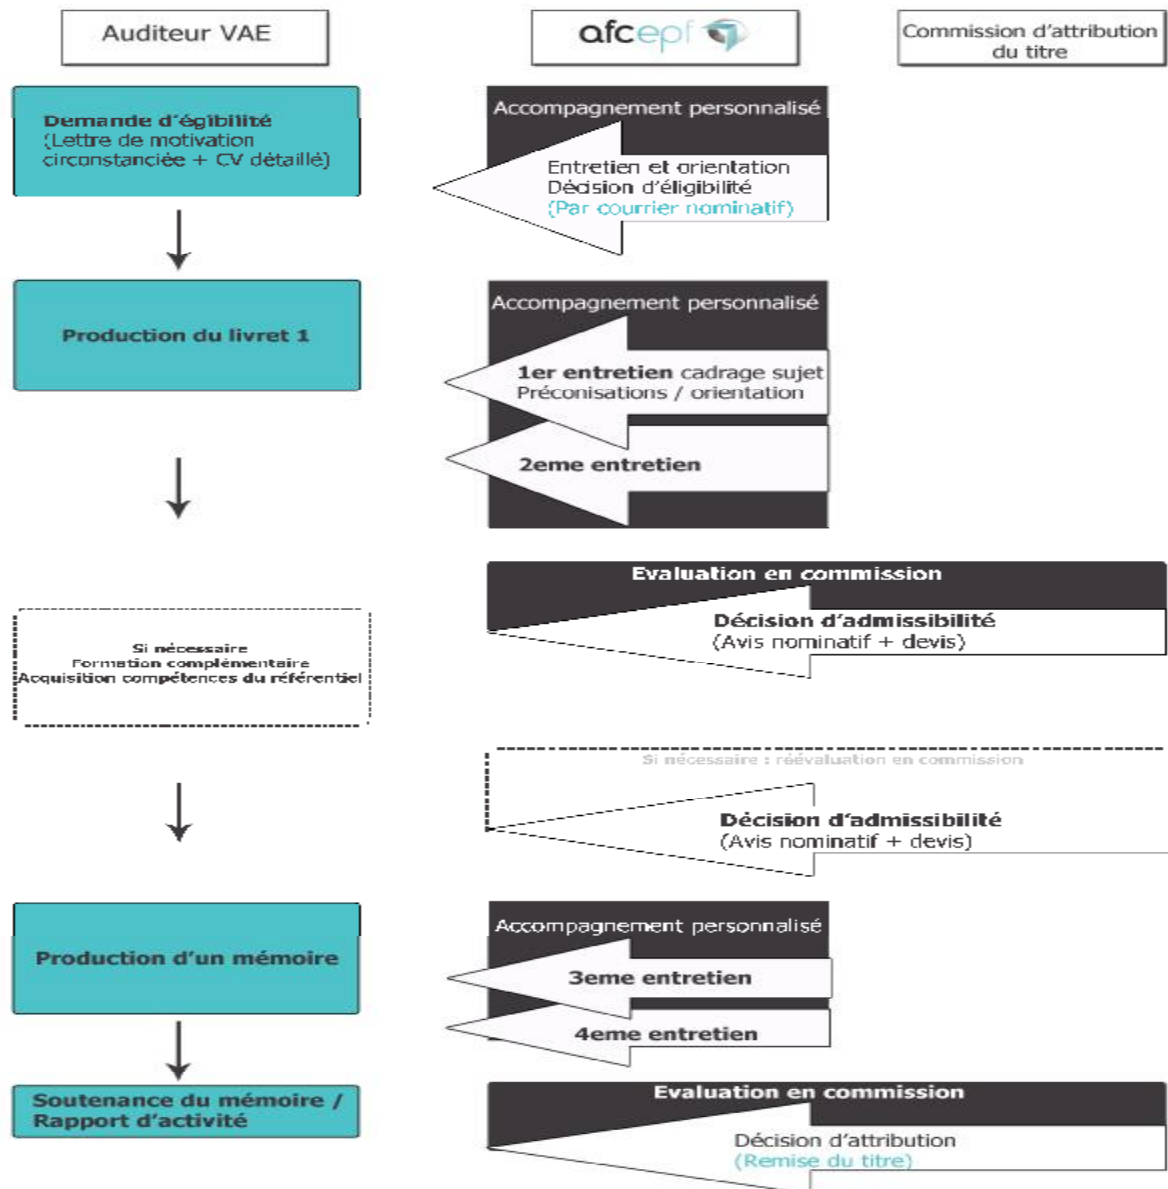 Auditeur VAE
afcepf
Commission d'attribution
du titre
Demande d'égibilité
(Lettre de motivation
circonstanciée + CV détaillé)
Accompagnement personnalisé
Entretien et orientation
Décision d'éligibilité
(Par courrier nominatif)
Production du livret 1
Accompagnement personnalisé
1er entretien cadrage sujet
Préconisations / orientation
2eme entretien
Evaluation en commission
Décision d'admissibilité
(Avis nominatif + devis)
Si nécessaire
Formation complémentaire
Acquisition compétences du référentiel
Si nécessaire : réévaluation en commission
Décision d'admissibilité
(Avis nominatif + devis)
Production d'un mémoire
Accompagnement personnalisé
3eme entretien
4eme entretien
Soutenance du mémoire /
Rapport d'activité
Evaluation en commission
Décision d'attribution
(Remise du titre)